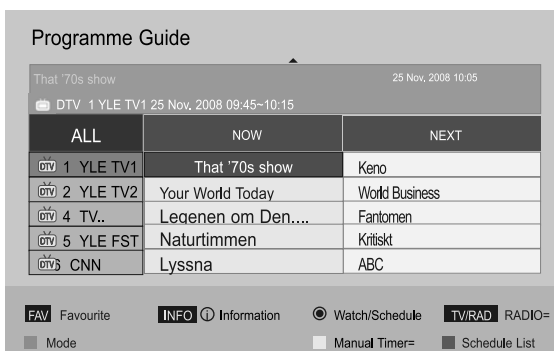 Programme Guide
That '70s show 25 Nov. 2008 10:05
DTV 1 YLE TV1 25 Nov. 2008 09:45~10:15
ALL NOW NEXT
DTV 1 YLE TV1 That '70s show Keno
DTV 2 YLE TV2 Your World Today World Business
DTV 4 TV.. Legenen om Den.... Fantomen
DTV 5 YLE FST Naturtimmen Kritiskt
DTV 6 CNN Lyssna ABC
FAV Favourite INFO i Information Watch/Schedule TV/RAD RADIO=
Mode Manual Timer= Schedule List